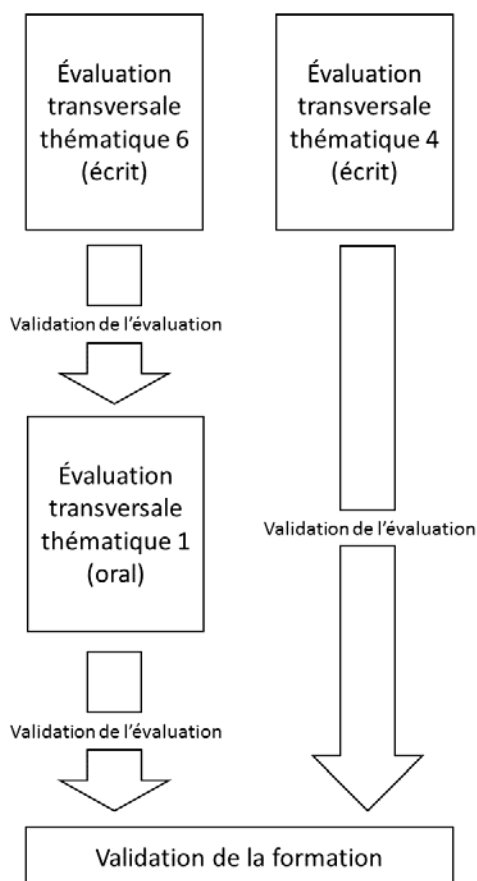 Évaluation
transversale
thématique 6
(écrit)
Évaluation
transversale
thématique 4
(écrit)
Validation de l’évaluation
Évaluation
transversale
thématique 1
(oral)
Validation de l’évaluation
Validation de l’évaluation
Validation de la formation